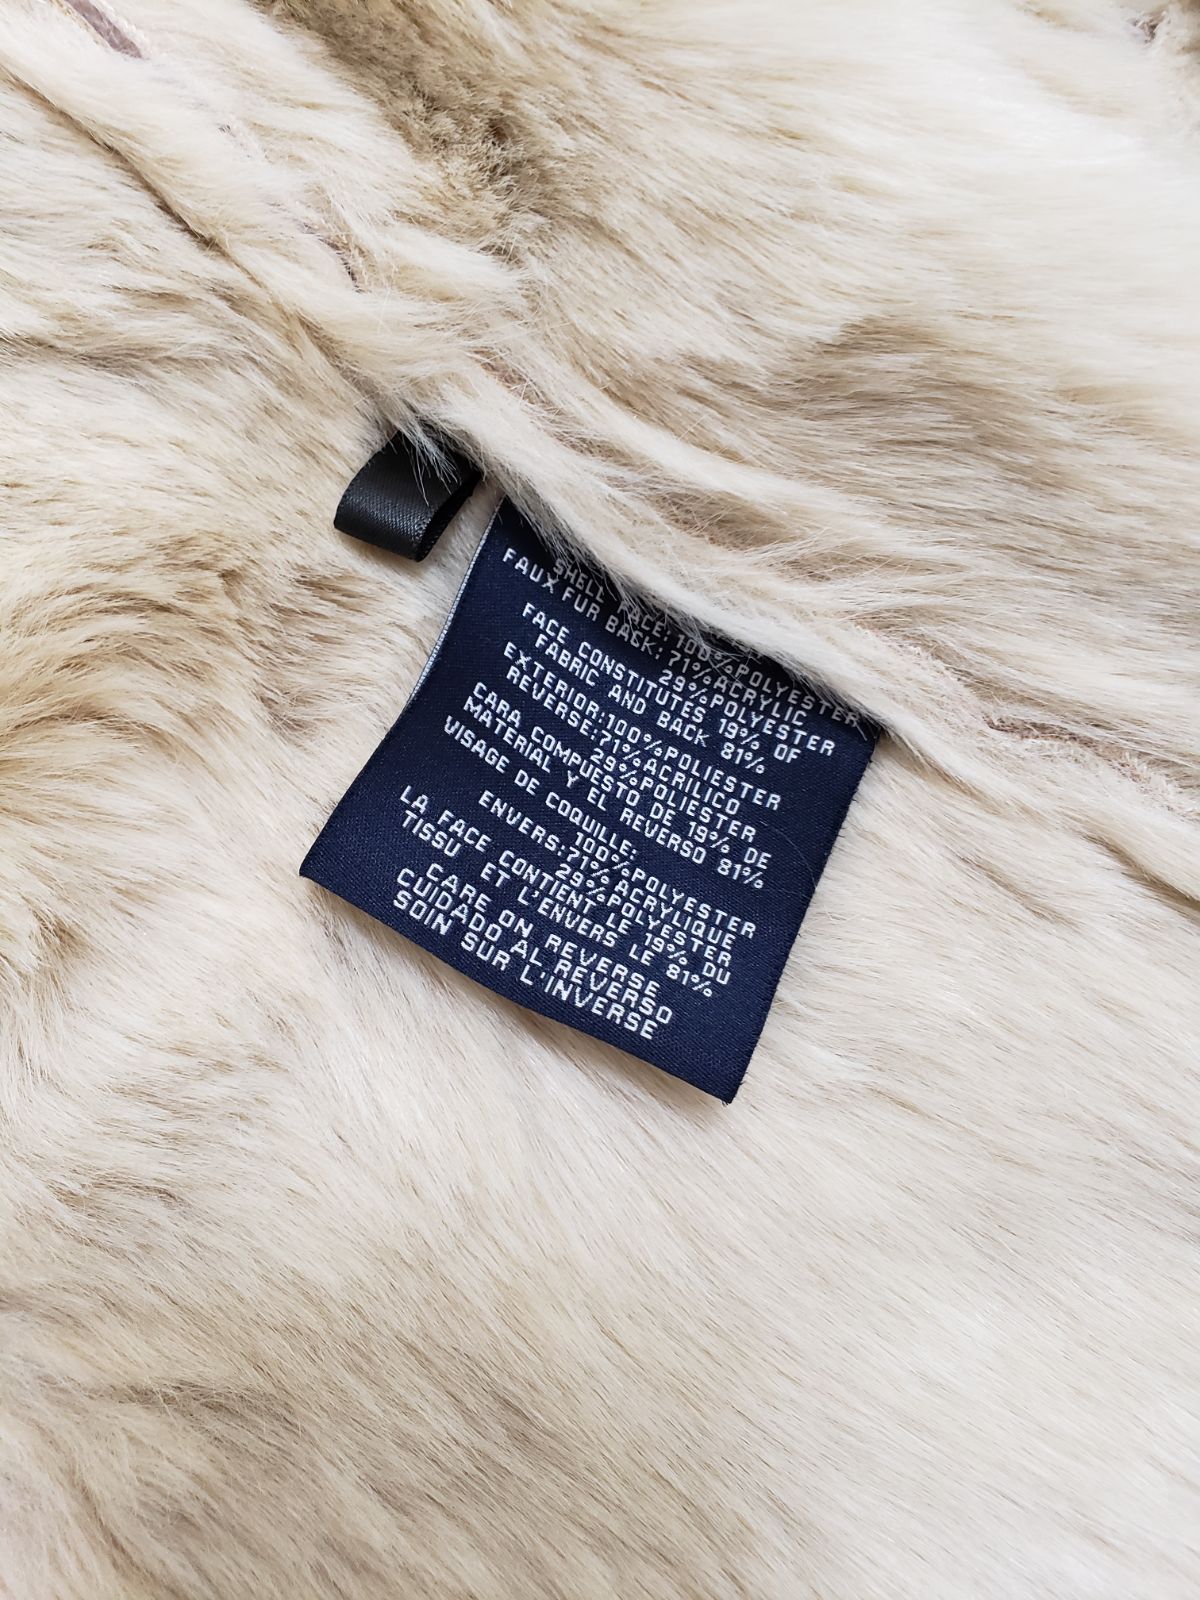 SHELL FACE: 100%POLYESTER
FAUX FUR BACK: 71%ACRYLIC
29%POLYESTER
FACE CONSTITUTES 19% OF
FABRIC AND BACK 81%
EXTERIOR:100%POLIESTER
REVERSE:71%ACRÍLICO
29%POLIESTER
CARA COMPUESTO DE 19% DE
MATERIAL Y EL REVERSO 81%
VISAGE DE COQUILLE:
100%POLYESTER
ENVERS:71%ACRYLIQUE
29%POLYESTER
LA FACE CONTIENT LE 19% DU
TISSU ET L'ENVERS LE 81%
CARE ON REVERSE
CUIDADO AL REVERSO
SOIN SUR L'INVERSE